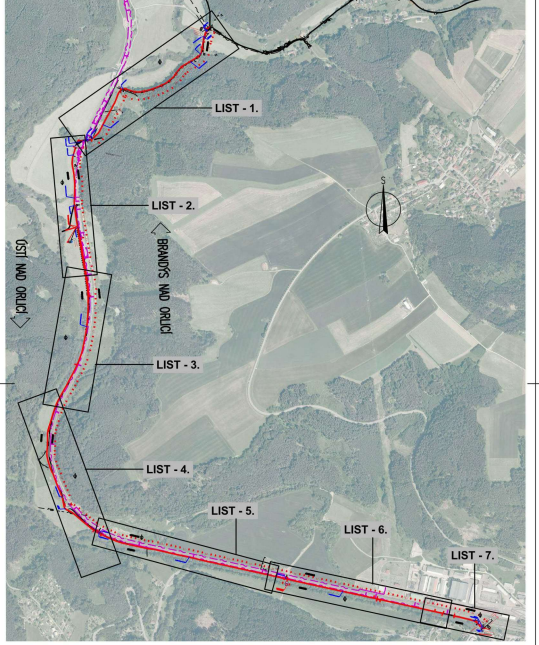 LIST - 1.
S
LIST - 2.
ÚSTÍ NAD ORLICÍ
BRANDÝS NAD ORLICÍ
LIST - 3.
LIST - 4.
LIST - 5.
LIST - 6.
LIST - 7.